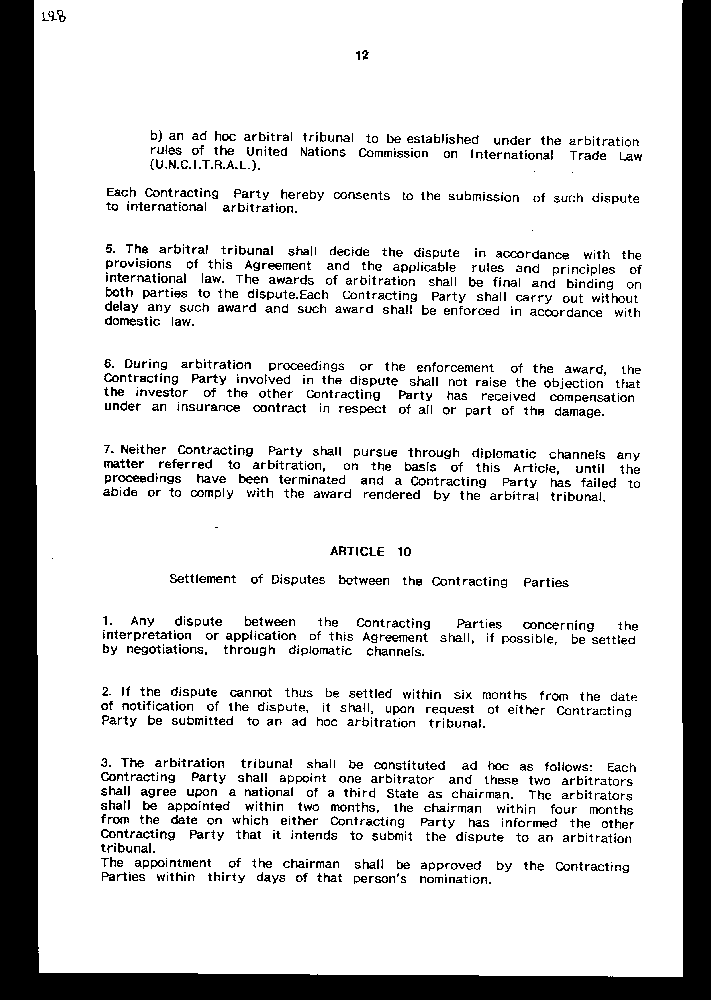 128
12
b) an ad hoc arbitral tribunal to be established under the arbitration
rules of the United Nations Commission on International Trade Law
(U.N.C.I.T.R.A.L.).
Each Contracting Party hereby consents to the submission of such dispute
to international arbitration.
5. The arbitral tribunal shall decide the dispute in accordance with the
provisions of this Agreement and the applicable rules and principles of
international law. The awards of arbitration shall be final and binding on
both parties to the dispute.Each Contracting Party shall carry out without
delay any such award and such award shall be enforced in accordance with
domestic law.
6. During arbitration proceedings or the enforcement of the award, the
Contracting Party involved in the dispute shall not raise the objection that
the investor of the other Contracting Party has received compensation
under an insurance contract in respect of all or part of the damage.
7. Neither Contracting Party shall pursue through diplomatic channels any
matter referred to arbitration, on the basis of this Article, until the
proceedings have been terminated and a Contracting Party has failed to
abide or to comply with the award rendered by the arbitral tribunal.
ARTICLE 10
Settlement of Disputes between the Contracting Parties
1. Any dispute between the Contracting Parties concerning the
interpretation or application of this Agreement shall, if possible, be settled
by negotiations, through diplomatic channels.
2. If the dispute cannot thus be settled within six months from the date
of notification of the dispute, it shall, upon request of either Contracting
Party be submitted to an ad hoc arbitration tribunal.
3. The arbitration tribunal shall be constituted ad hoc as follows: Each
Contracting Party shall appoint one arbitrator and these two arbitrators
shall agree upon a national of a third State as chairman. The arbitrators
shall be appointed within two months, the chairman within four months
from the date on which either Contracting Party has informed the other
Contracting Party that it intends to submit the dispute to an arbitration
tribunal.
The appointment of the chairman shall be approved by the Contracting
Parties within thirty days of that person's nomination.